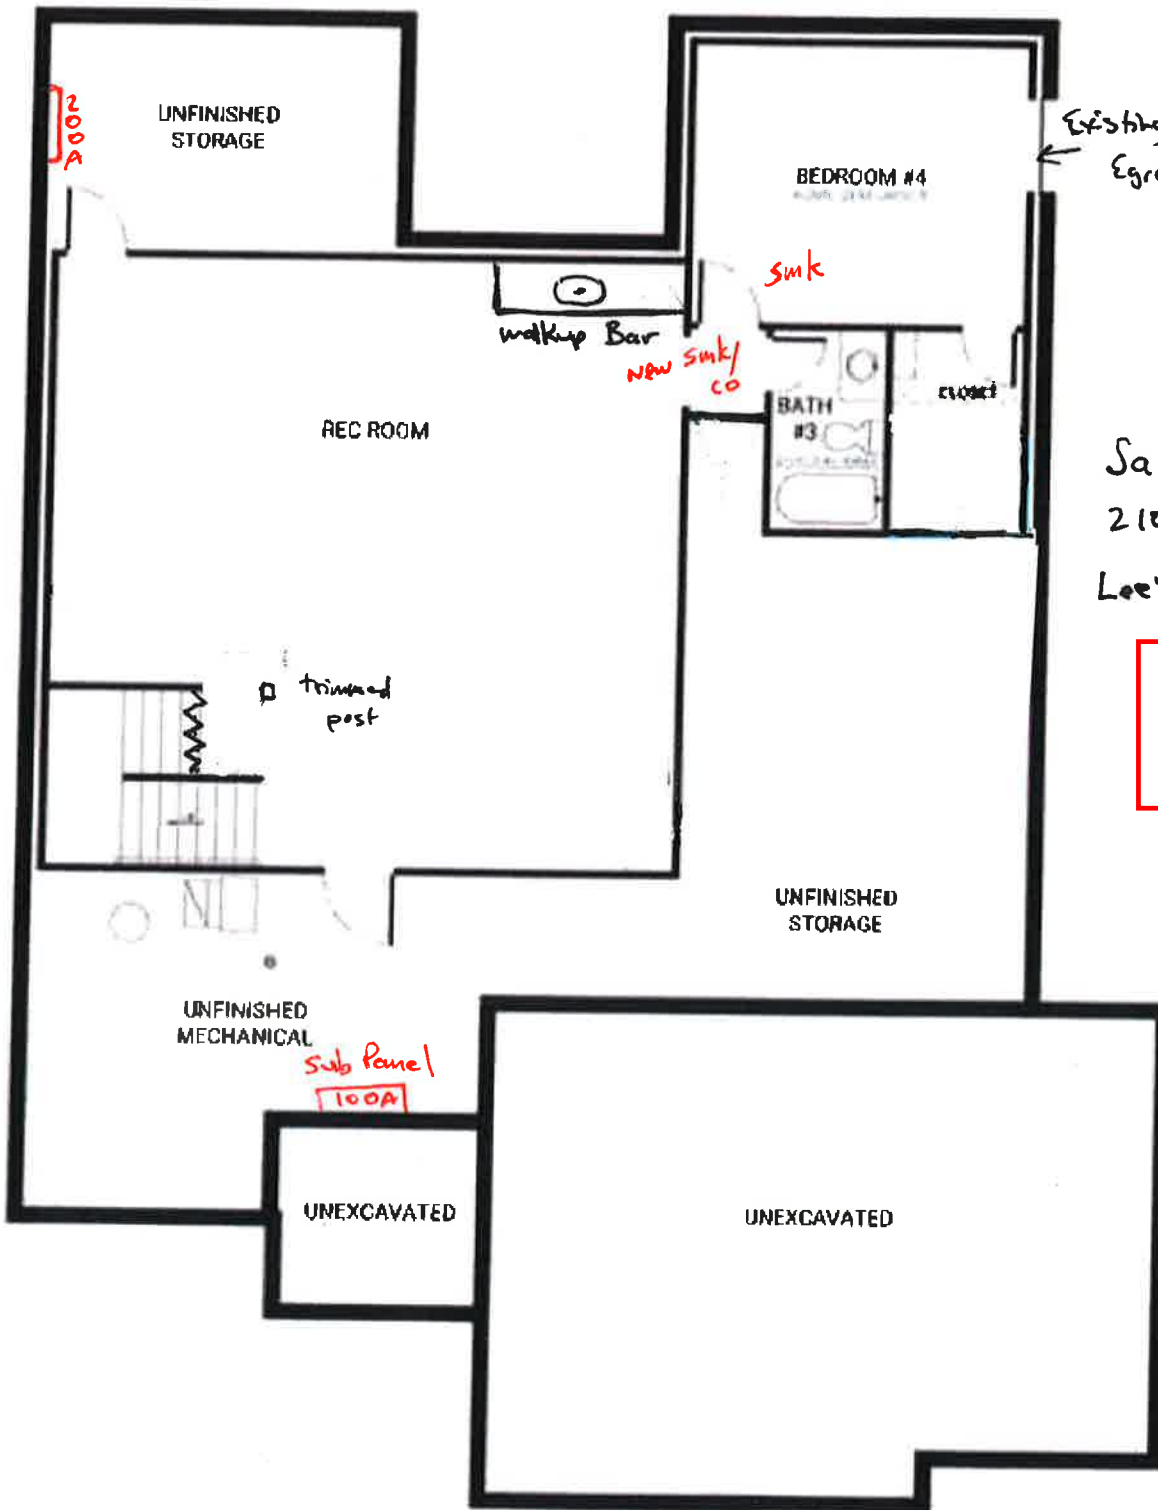 UNFINISHED
STORAGE
200A
BEDROOM #4
Existing
Egr
smk
walkup Bar
New smk/
co
closet
BATH
#3
REC ROOM
Sa
210
Lee'
trimmed
post
UNFINISHED
STORAGE
UNFINISHED
MECHANICAL
Sub Panel
100A
UNEXCAVATED
UNEXCAVATED